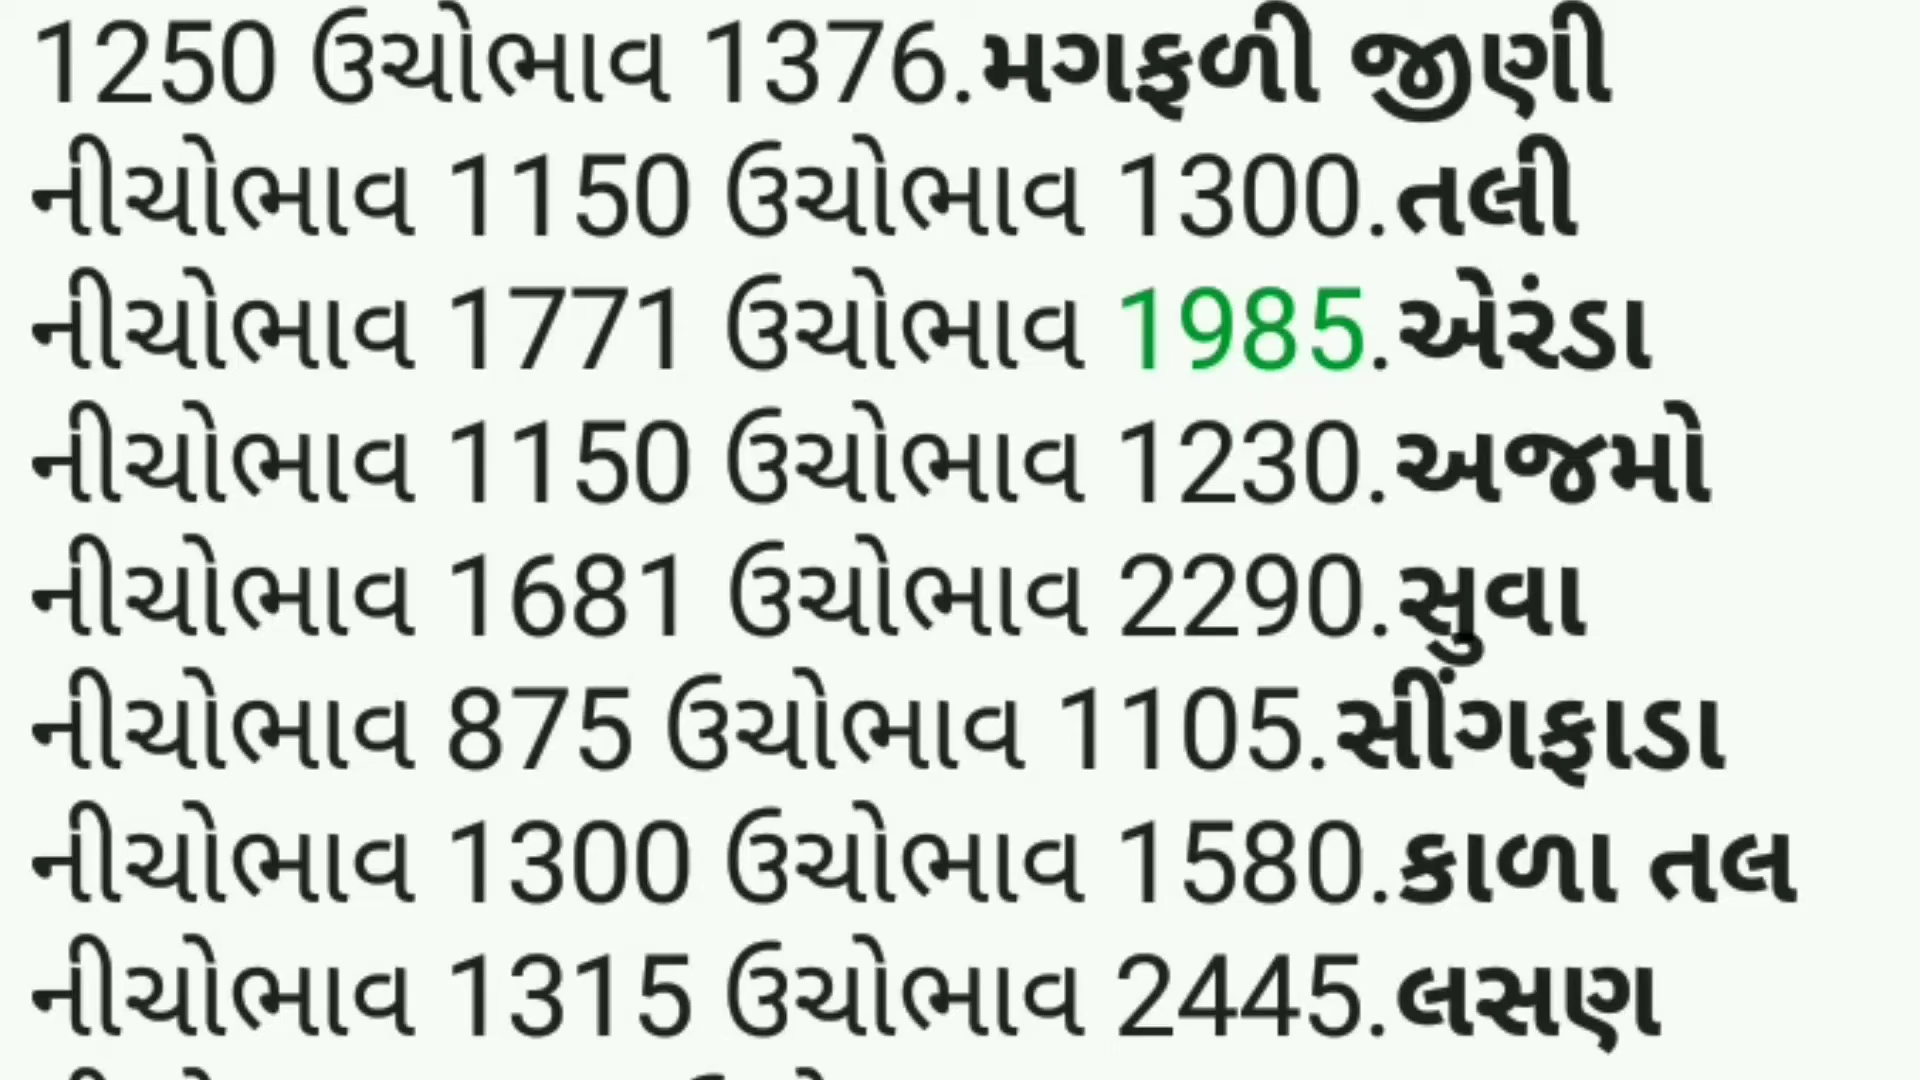 1250 ઉચોભાવ 1376.મગફળી જીણી
નીચોભાવ 1150 ઉચોભાવ 1300.તલી
નીચોભાવ 1771 ઉચોભાવ 1985.એરંડા
નીચોભાવ 1150 ઉચોભાવ 1230.અજમો
નીચોભાવ 1681 ઉચોભાવ 2290.સુવા
નીચોભાવ 875 ઉચોભાવ 1105.સીંગફાડા
નીચોભાવ 1300 ઉચોભાવ 1580.કાળા તલ
નીચોભાવ 1315 ઉચોભાવ 2445.લસણ